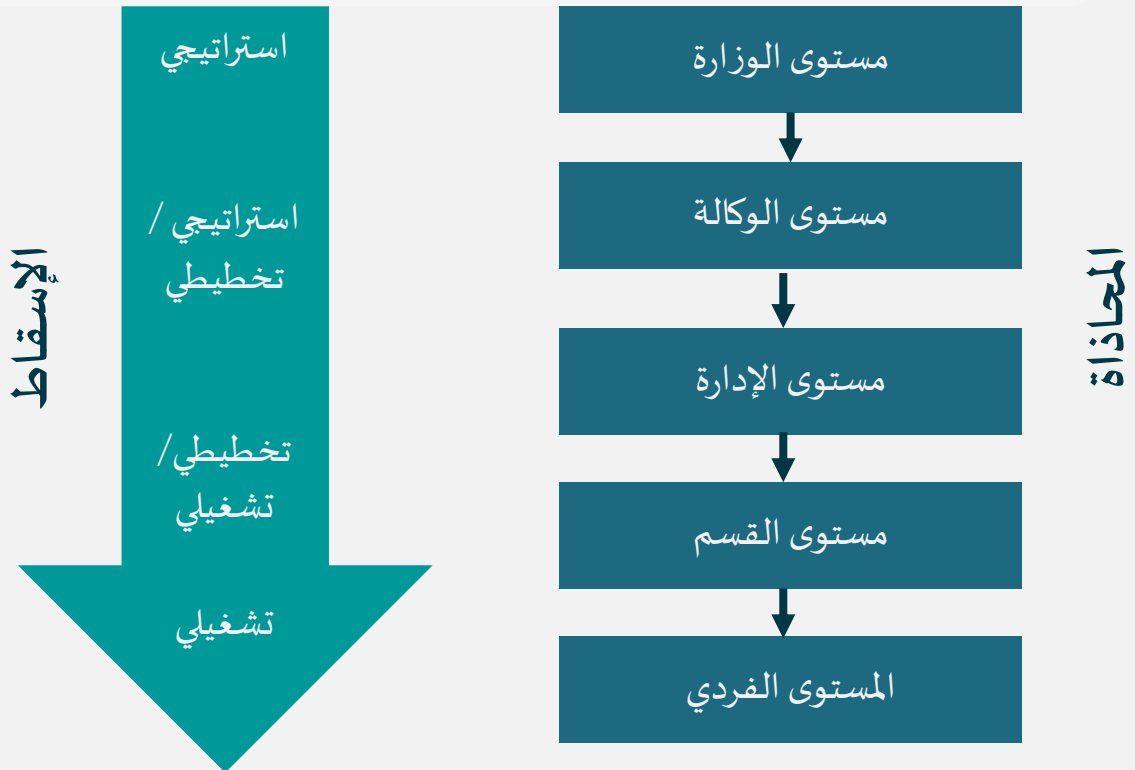 المحاذاة
مستوى الوزارة
مستوى الوكالة
مستوى الإدارة
مستوى القسم
المستوى الفردي
استراتيجي
استراتيجي /
تخطيطي
تخطيطي/
تشغيلي
تشغيلي
الإسقاط